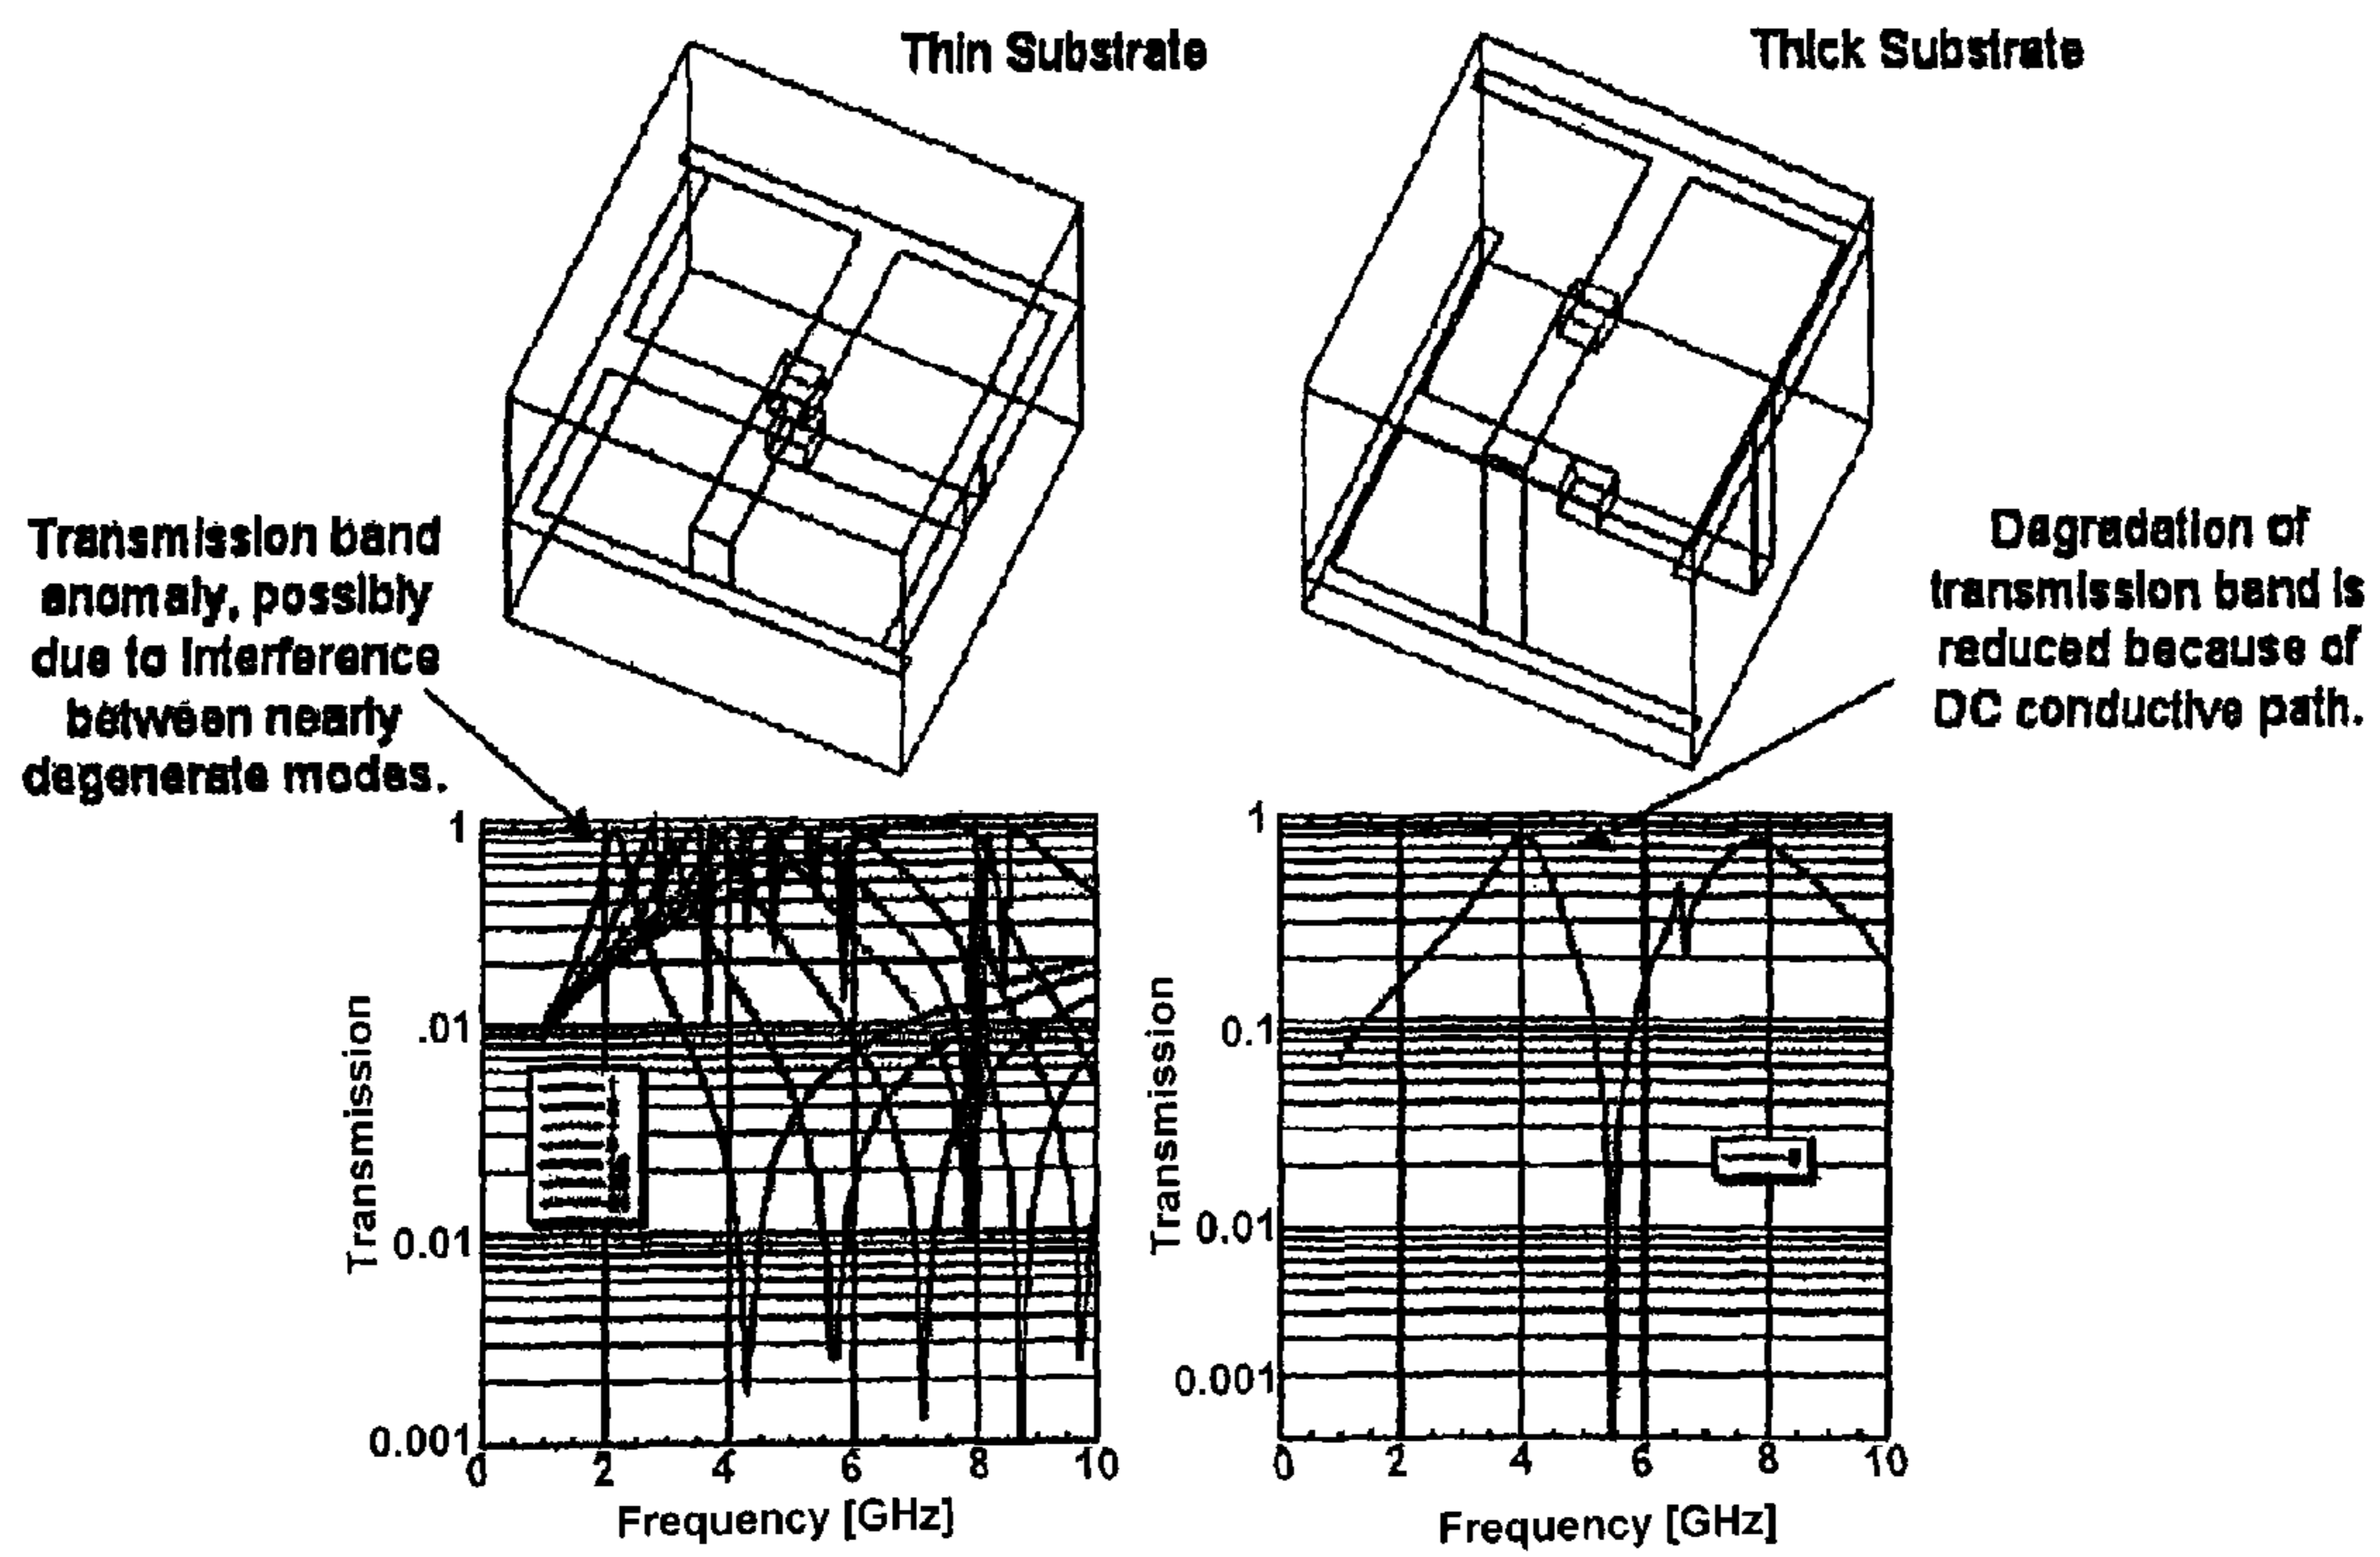 Thin Substrate
Thick Substrate
Transmission band
anomaly, possibly
due to interference
between nearly
degenerate modes.
Dagradation of
transmission band is
reduced because of
DC conductive path.
1
.01
0.01
0.001
Transmission
0 2 4 6 8 10
Frequency [GHz]
1
0.1
0.01
0.001
Transmission
0 2 4 6 8 10
Frequency [GHz]